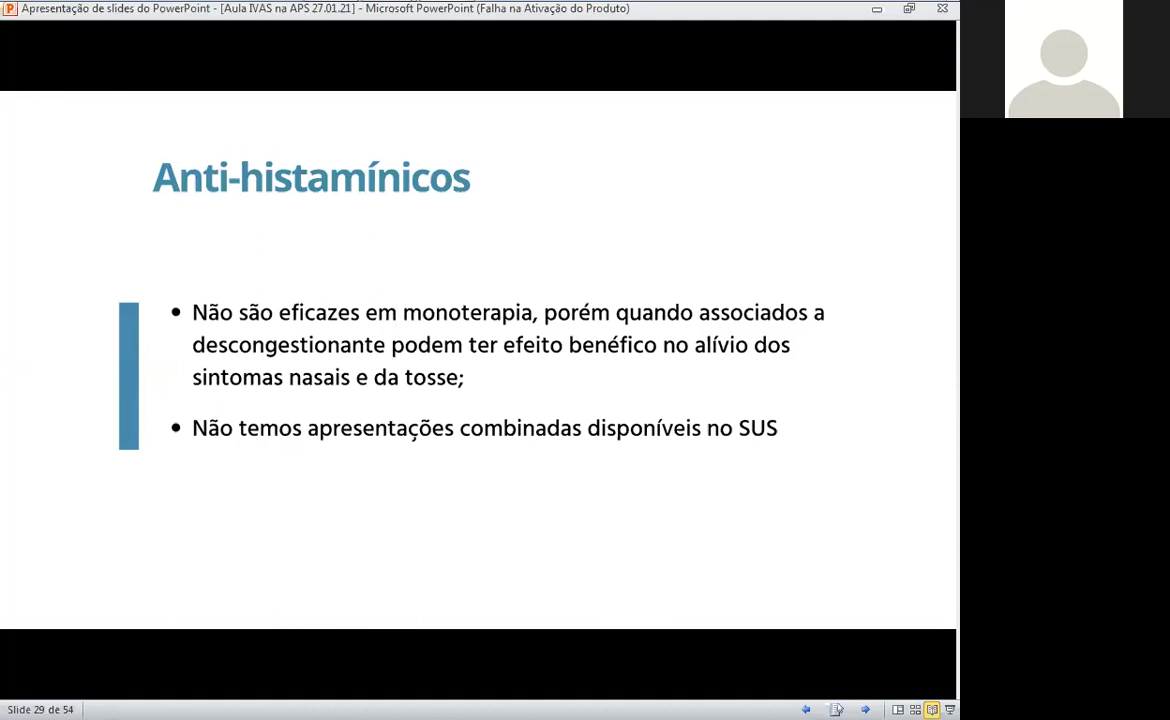 Apresentação de slides do PowerPoint - [Aula IVAS na APS 27.01.21] - Microsoft PowerPoint (Falha na Ativação do Produto)
Anti-histamínicos
• Não são eficazes em monoterapia, porém quando associados a
descongestionante podem ter efeito benéfico no alívio dos
sintomas nasais e da tosse;
• Não temos apresentações combinadas disponíveis no SUS
Slide 29 de 54